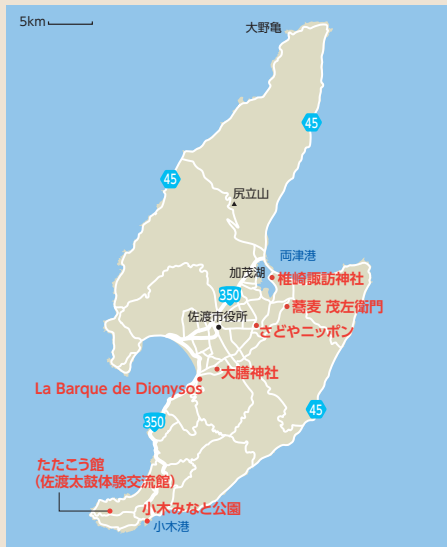 5km
大野亀
45
45
尻立山
両津港
加茂湖
椎崎諏訪神社
350
蕎麦 茂左衛門
佐渡市役所
さどやニッポン
大膳神社
La Barque de Dionysos
45
350
たたこう館
（佐渡太鼓体験交流館）
小木みなと公園
小木港